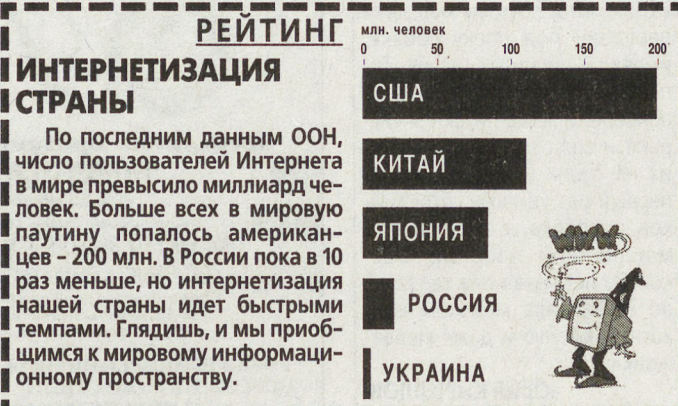 РЕЙТИНГ
ИНТЕРНЕТИЗАЦИЯ
СТРАНЫ
По последним данным ООН,
число пользователей Интернета
в мире превысило миллиард че-
ловек. Больше всех в мировую
паутину попалось американ-
цев – 200 млн. В России пока в 10
раз меньше, но интернетизация
нашей страны идет быстрыми
темпами. Глядишь, и мы приоб-
щимся к мировому информаци-
онному пространству.
млн. человек
0 50 100 150 200
США
КИТАЙ
ЯПОНИЯ
РОССИЯ
УКРАИНА
WWW